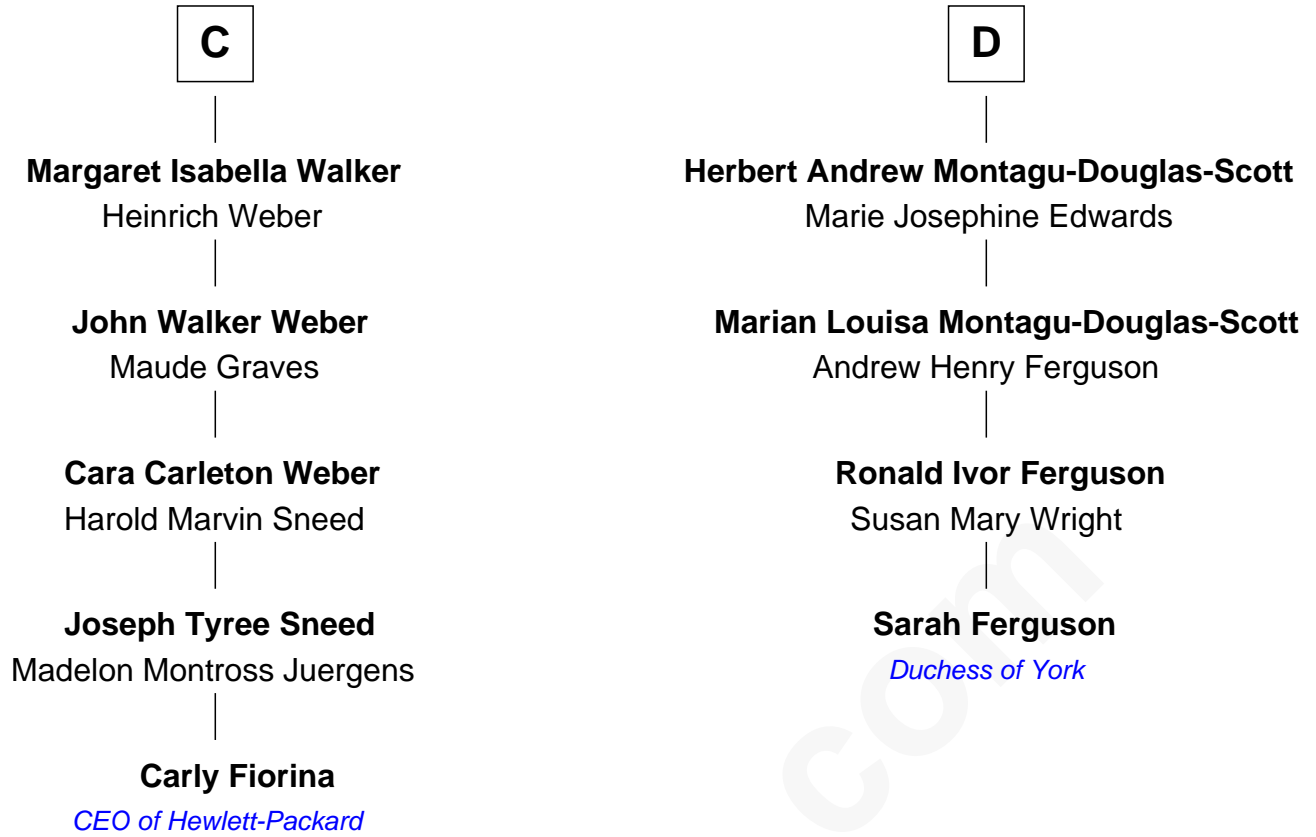 C
Margaret Isabella Walker
Heinrich Weber
John Walker Weber
Maude Graves
Cara Carleton Weber
Harold Marvin Sneed
Joseph Tyree Sneed
Madelon Montross Juergens
Carly Fiorina
CEO of Hewlett-Packard
D
Herbert Andrew Montagu-Douglas-Scott
Marie Josephine Edwards
Marian Louisa Montagu-Douglas-Scott
Andrew Henry Ferguson
Ronald Ivor Ferguson
Susan Mary Wright
Sarah Ferguson
Duchess of York
com